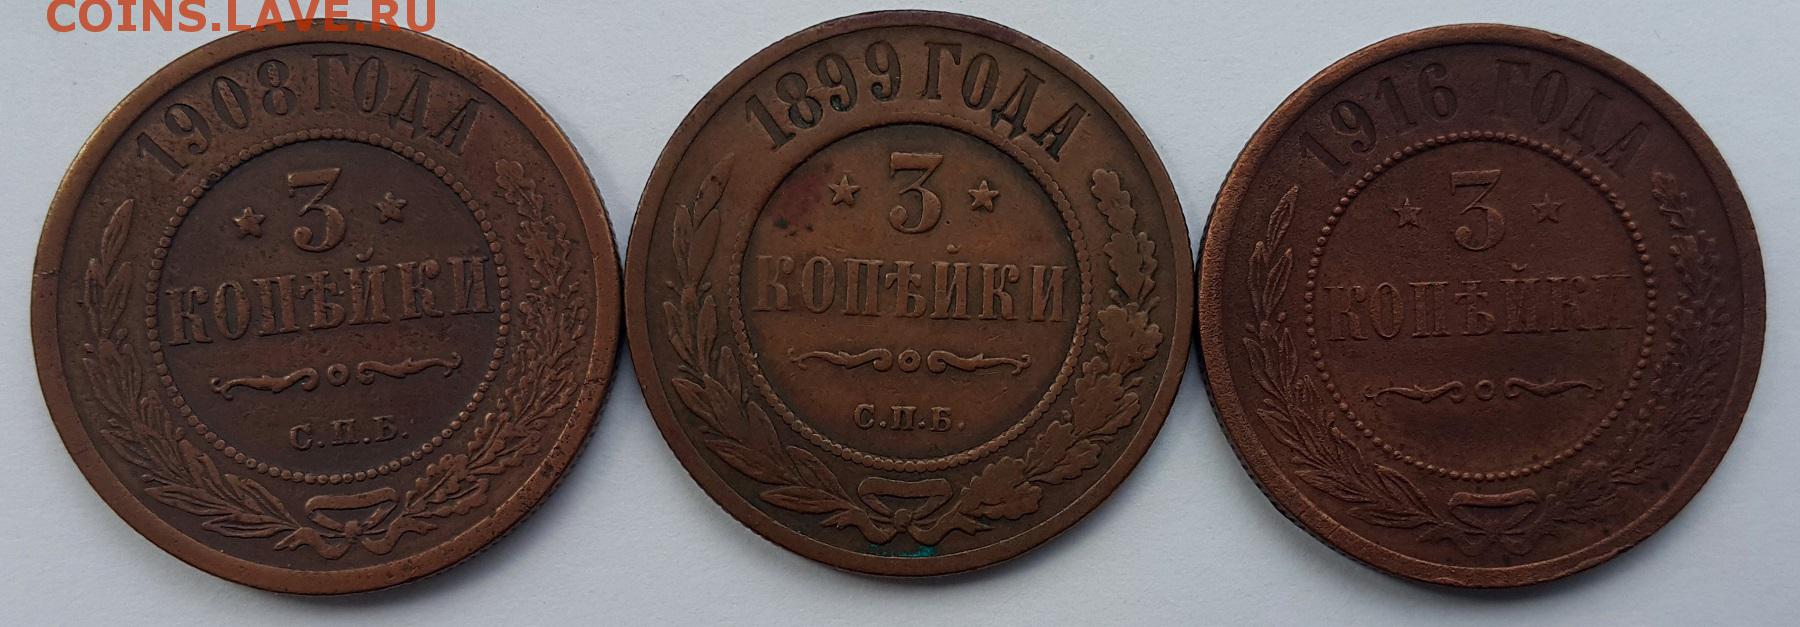 COINS.LAVE.RU
1908 ГОДА
3
КОПѢЙКИ
С.П.Б.
1899 ГОДА
3
КОПѢЙКИ
С.П.Б.
1916 ГОДА
3
КОПѢЙКИ